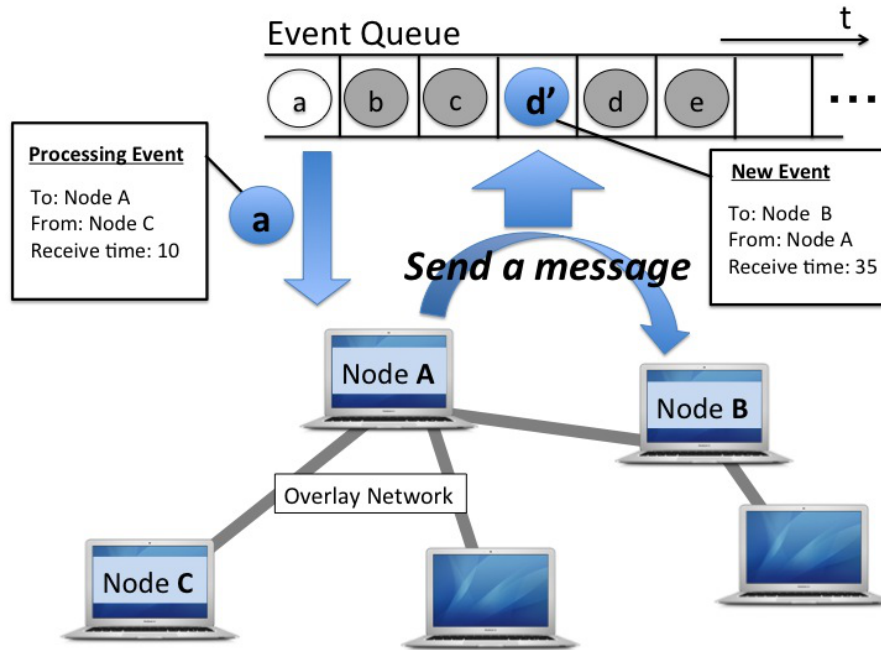 t
Event Queue
a b c d’ d e ...
Processing Event
To: Node A
From: Node C
Receive time: 10
a
New Event
To: Node B
From: Node A
Receive time: 35
Send a message
Node A
Node B
Overlay Network
Node C